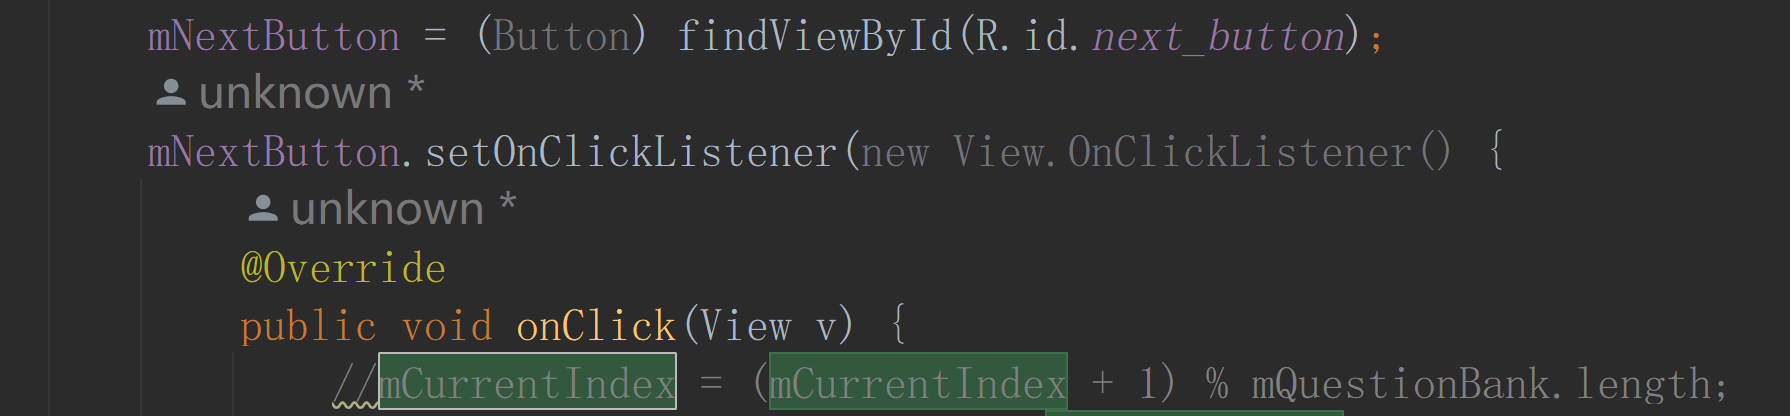 mNextButton = (Button) findViewById(R.id.next_button);
unknown *
mNextButton.setOnClickListener(new View.OnClickListener() {
unknown *
@Override
public void onClick(View v) {
//mCurrentIndex = (mCurrentIndex + 1) % mQuestionBank.length;